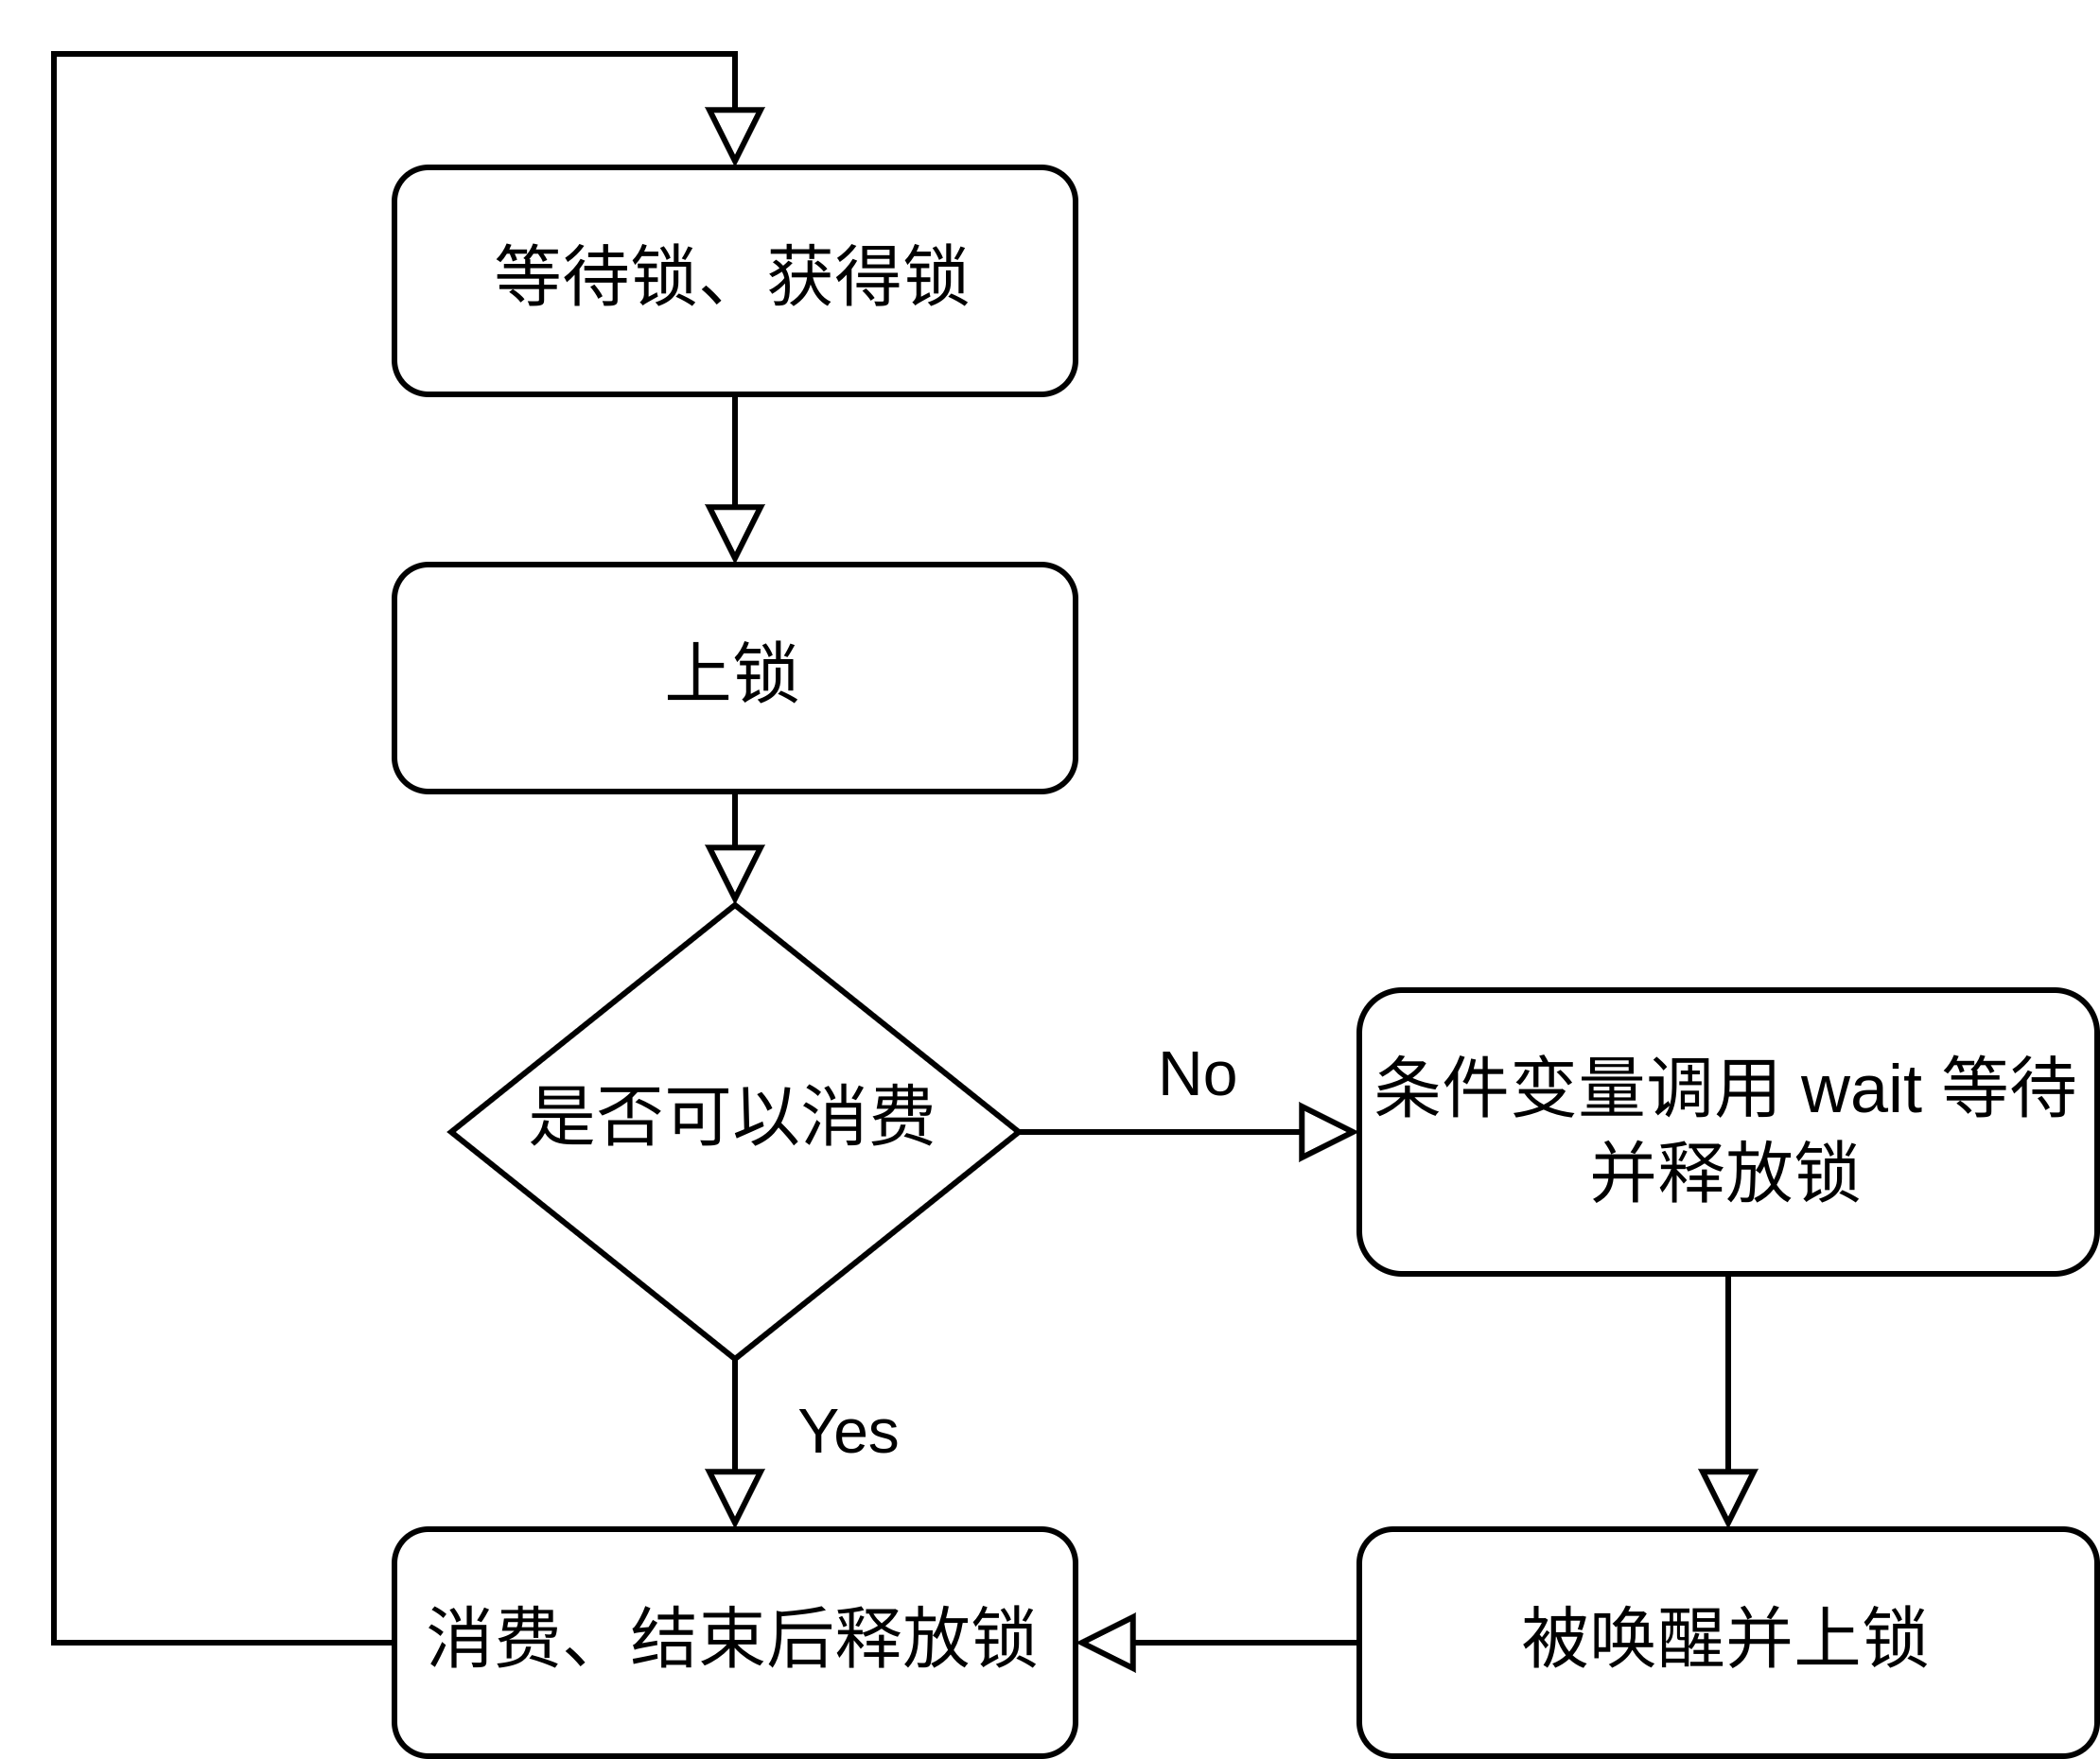 等待锁、获得锁
上锁
是否可以消费
No
条件变量调用 wait 等待
并释放锁
Yes
消费、结束后释放锁
被唤醒并上锁